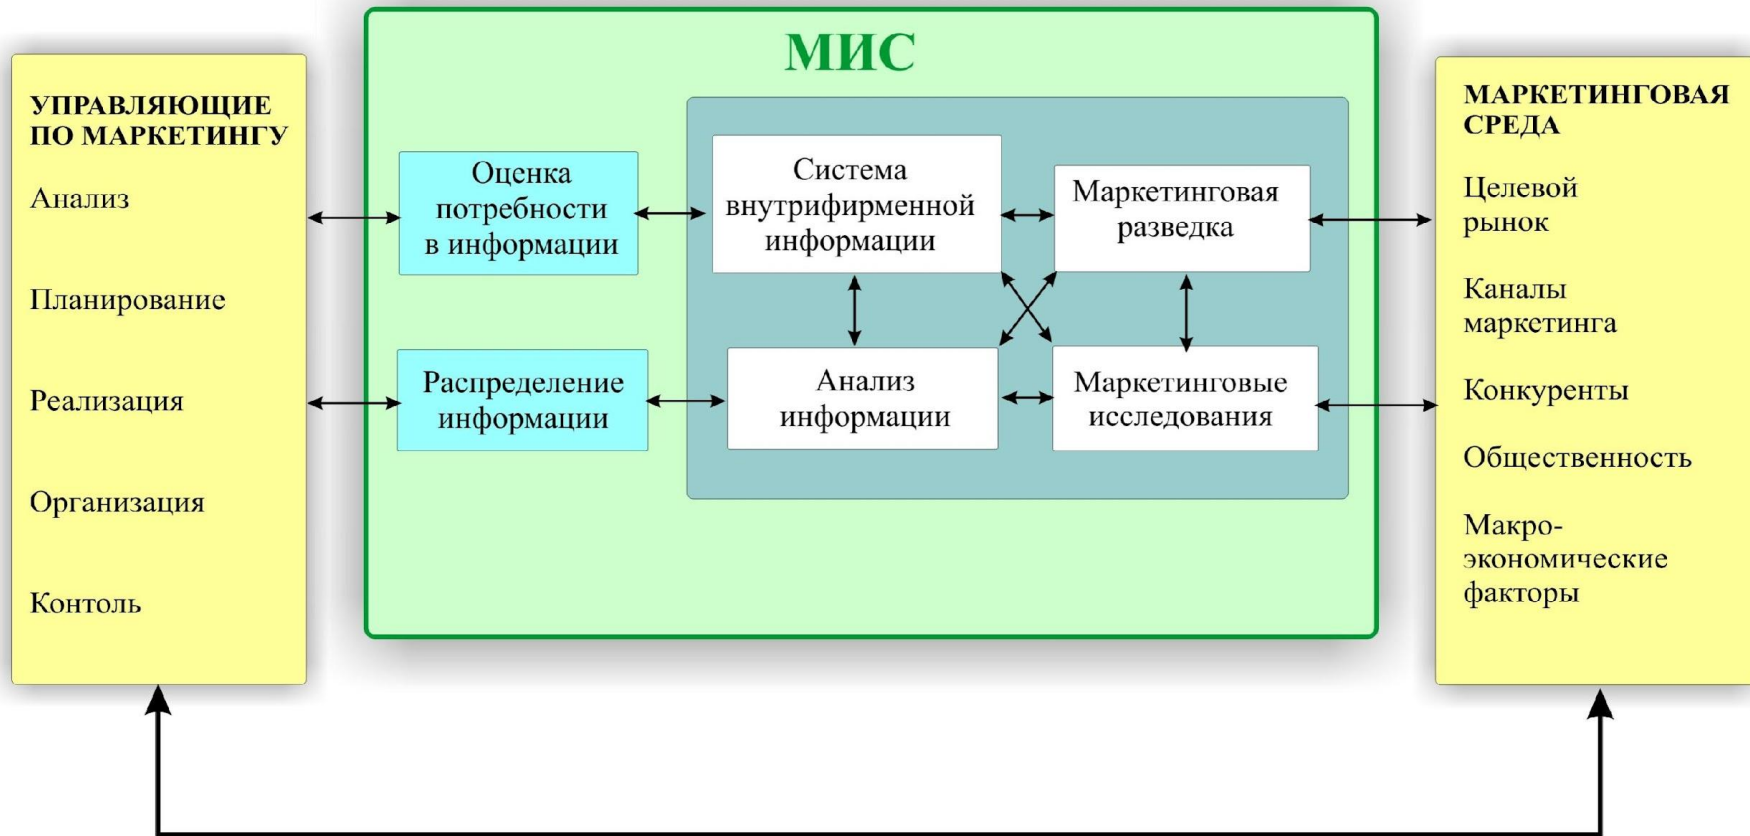 МИС
УПРАВЛЯЮЩИЕ
ПО МАРКЕТИНГУ
Анализ
Планирование
Реализация
Организация
Контоль
Оценка
потребности
в информации
Распределение
информации
Система
внутрифирменной
информации
Маркетинговая
разведка
Анализ
информации
Маркетинговые
исследования
МАРКЕТИНГОВАЯ
СРЕДА
Целевой
рынок
Каналы
маркетинга
Конкуренты
Общественность
Макро-
экономические
факторы